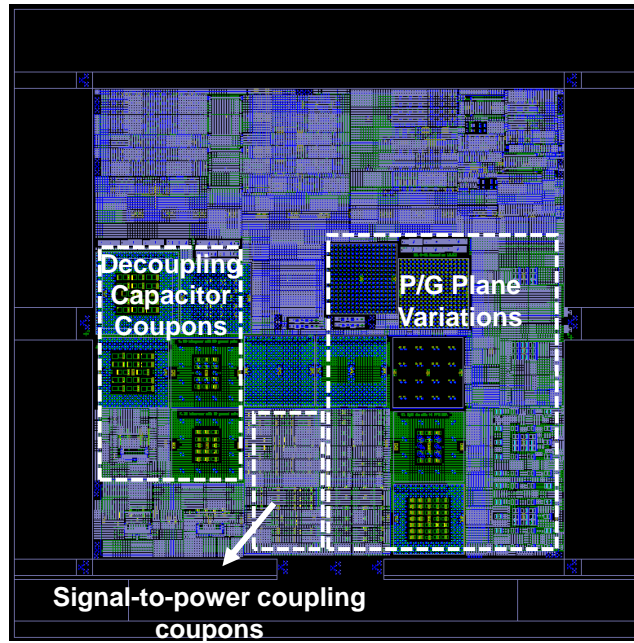 Decoupling
Capacitor
Coupons
P/G Plane
Variations
Signal-to-power coupling
coupons